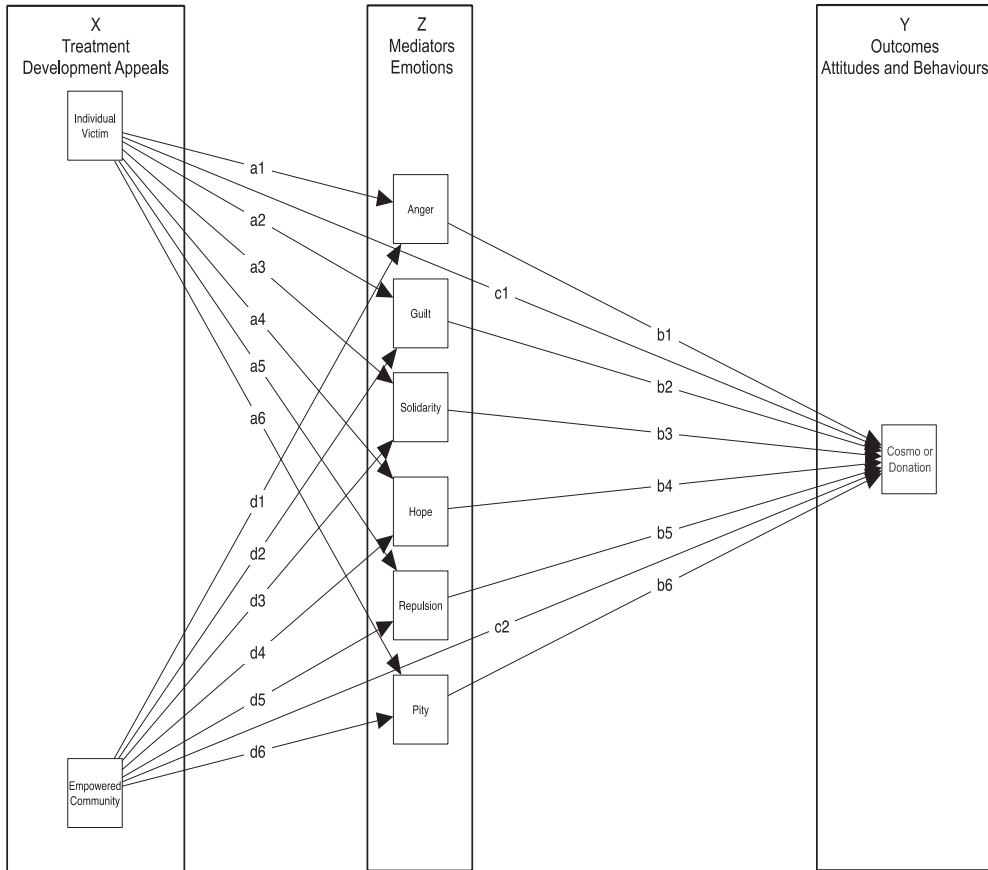 X
Treatment
Development Appeals
Z
Mediators
Emotions
Y
Outcomes
Attitudes and Behaviours
Individual
Victim
a1
a2
a3
a4
a5
a6
Anger
Guilt
Solidarity
Hope
Repulsion
Pity
d1
d2
d3
d4
d5
d6
Empowered
Community
c1
b1
b2
b3
b4
b5
b6
c2
Cosmo or
Donation